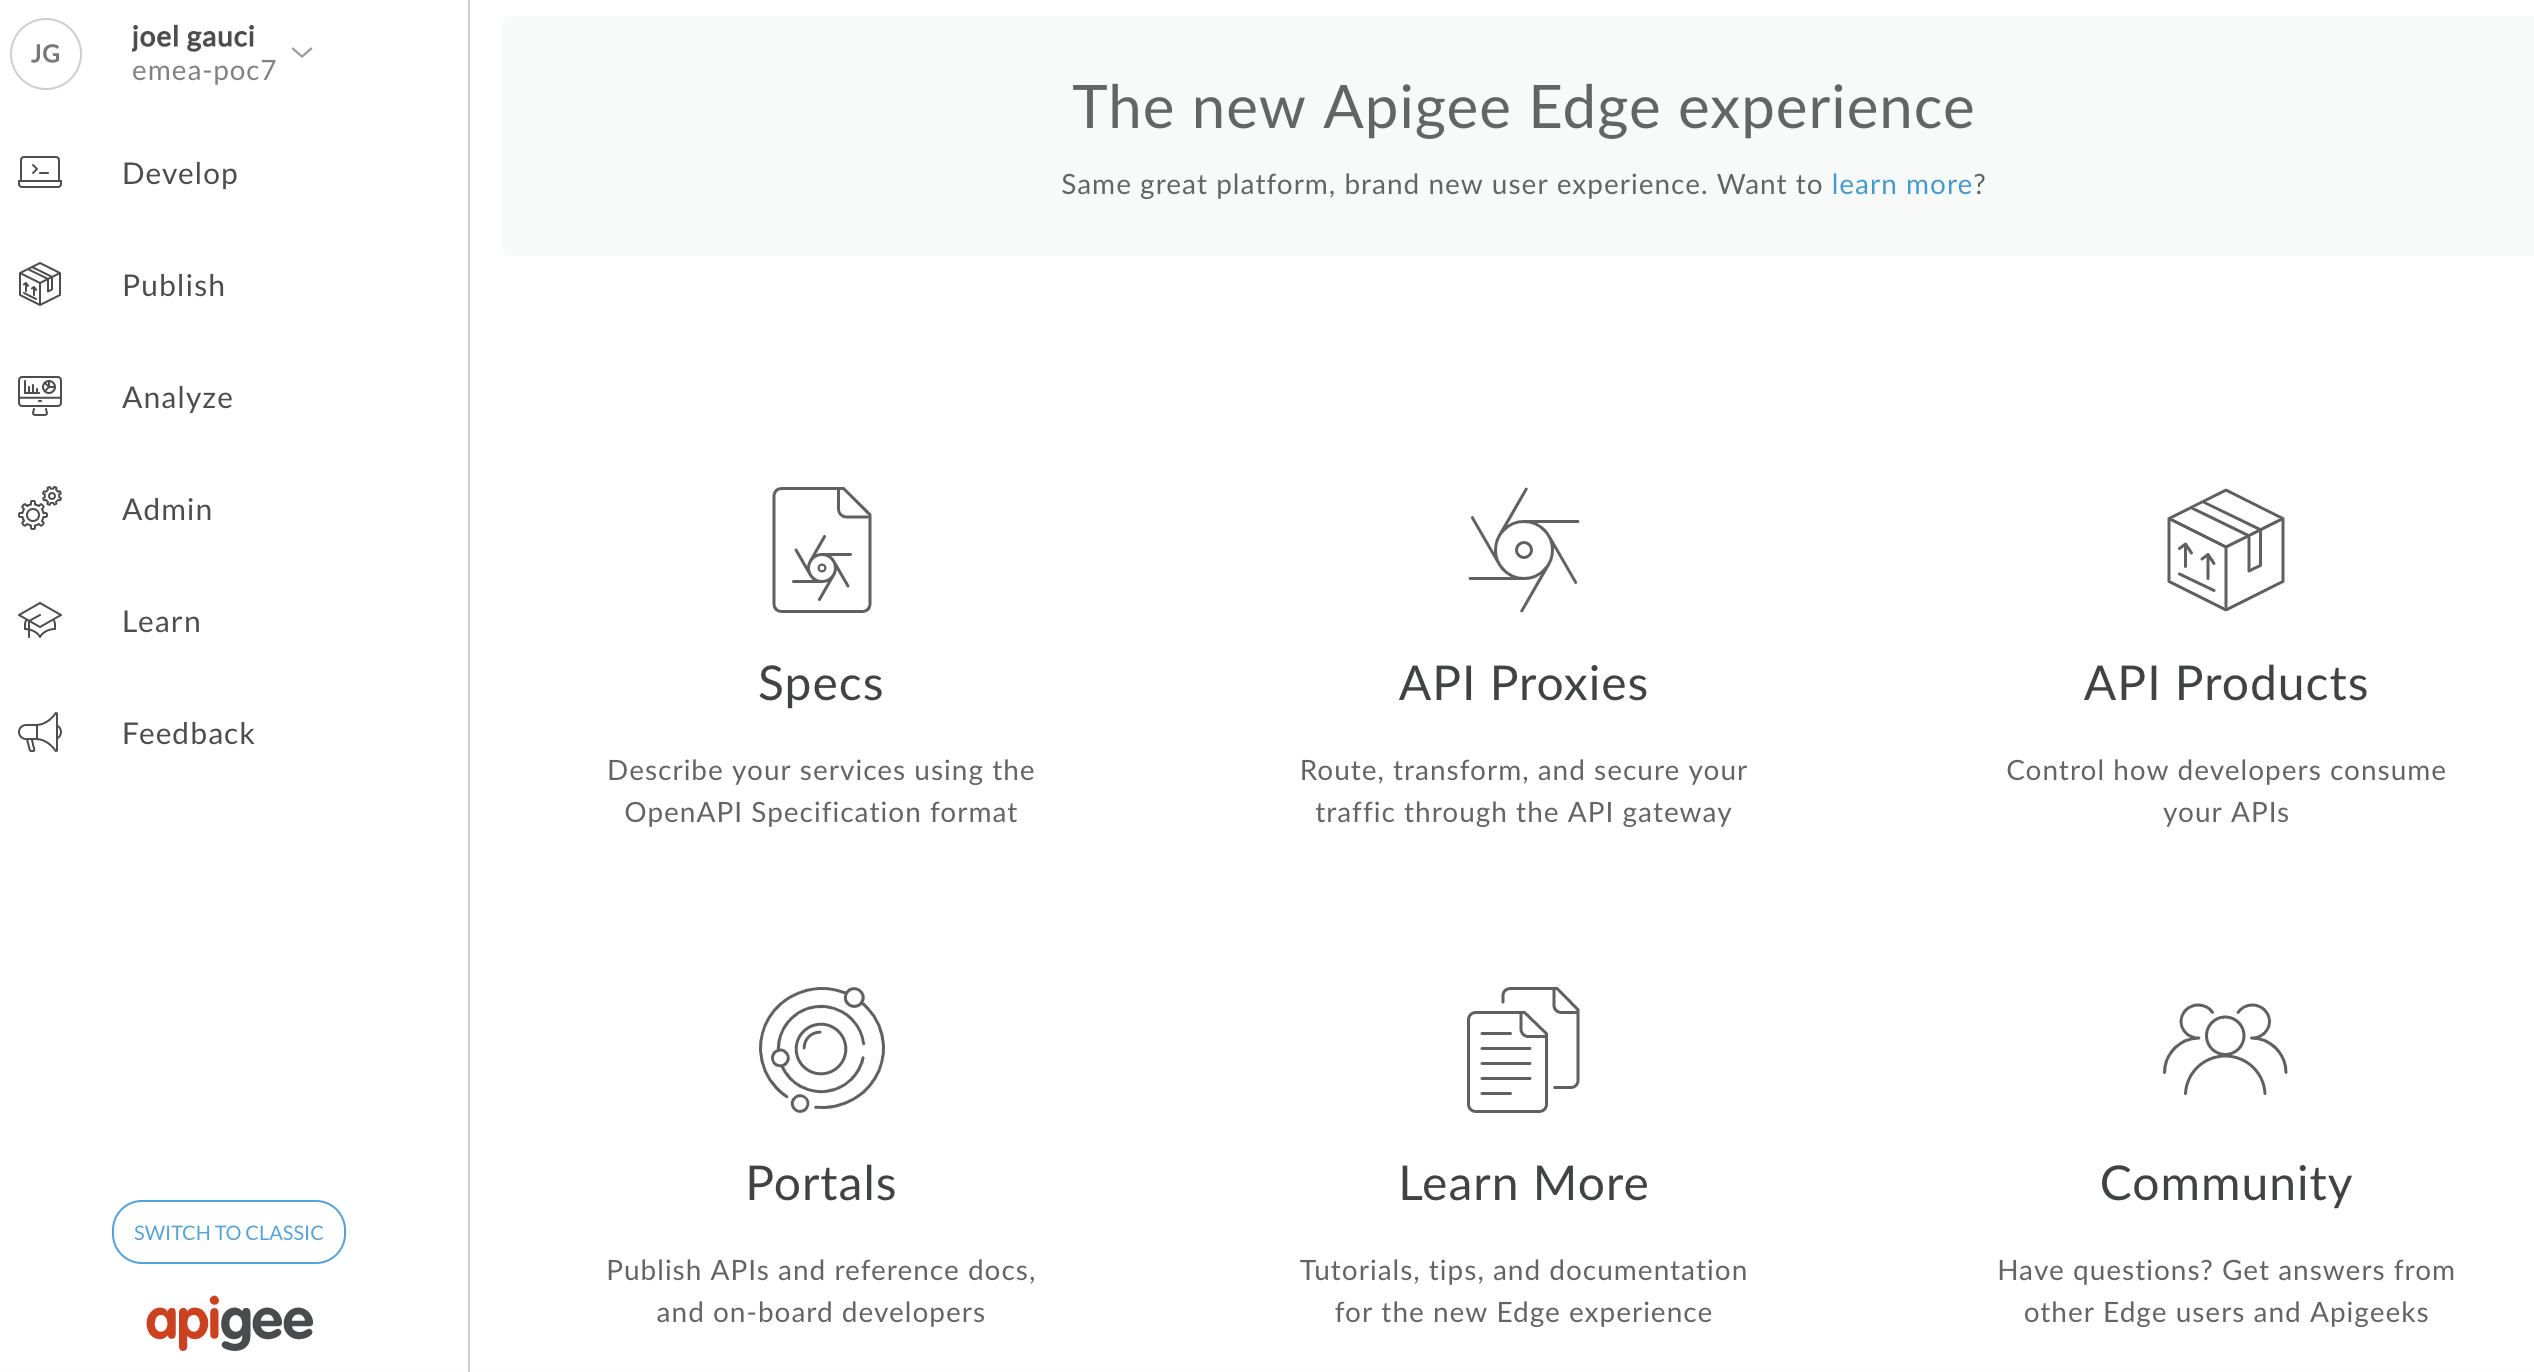 JG
joel gauci
emea-poc7
Develop
Publish
Analyze
Admin
Learn
Feedback
SWITCH TO CLASSIC
apigee
The new Apigee Edge experience
Same great platform, brand new user experience. Want to learn more?
Specs
Describe your services using the
OpenAPI Specification format
API Proxies
Route, transform, and secure your
traffic through the API gateway
API Products
Control how developers consume
your APIs
Portals
Publish APIs and reference docs,
and on-board developers
Learn More
Tutorials, tips, and documentation
for the new Edge experience
Community
Have questions? Get answers from
other Edge users and Apigeeks